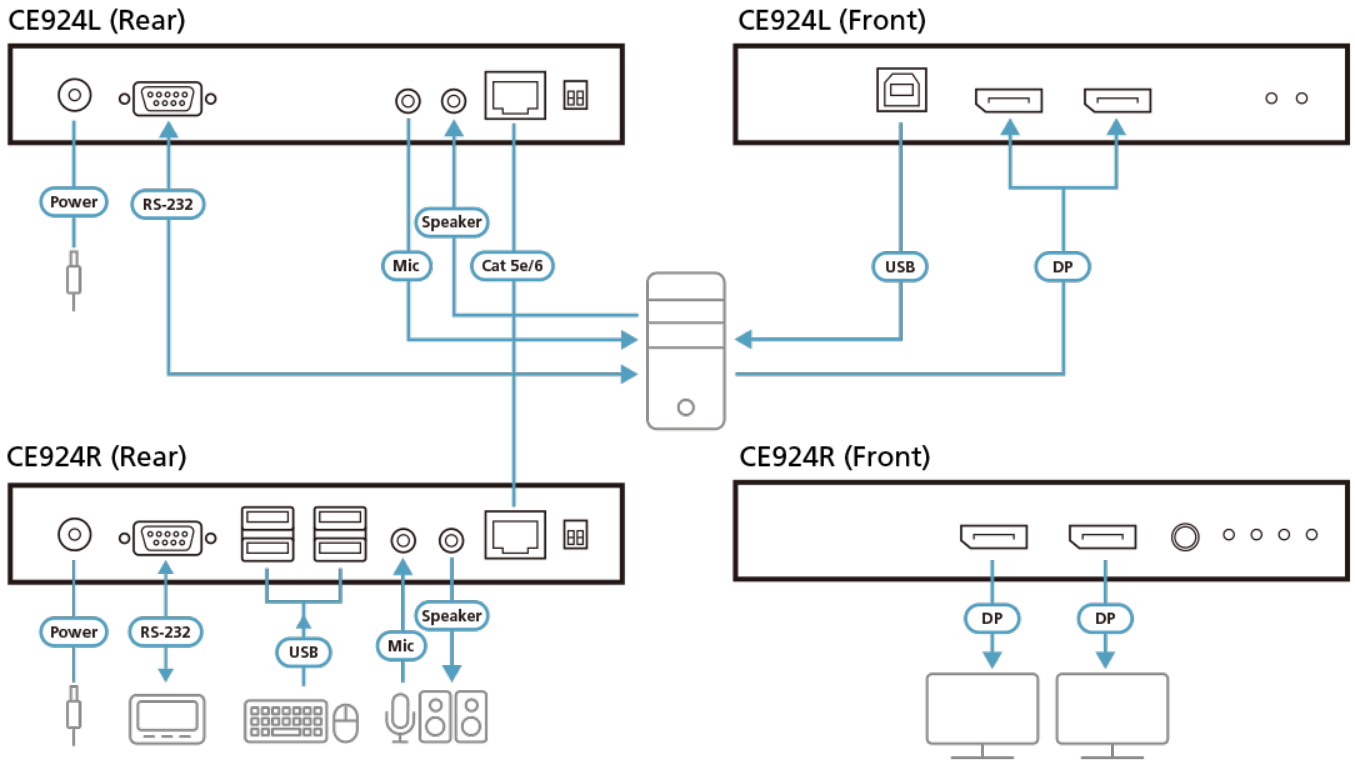 CE924L (Rear)
CE924L (Front)
Power
RS-232
Speaker
Mic
Cat 5e/6
USB
DP
CE924R (Rear)
CE924R (Front)
Power
RS-232
USB
Mic
Speaker
DP
DP